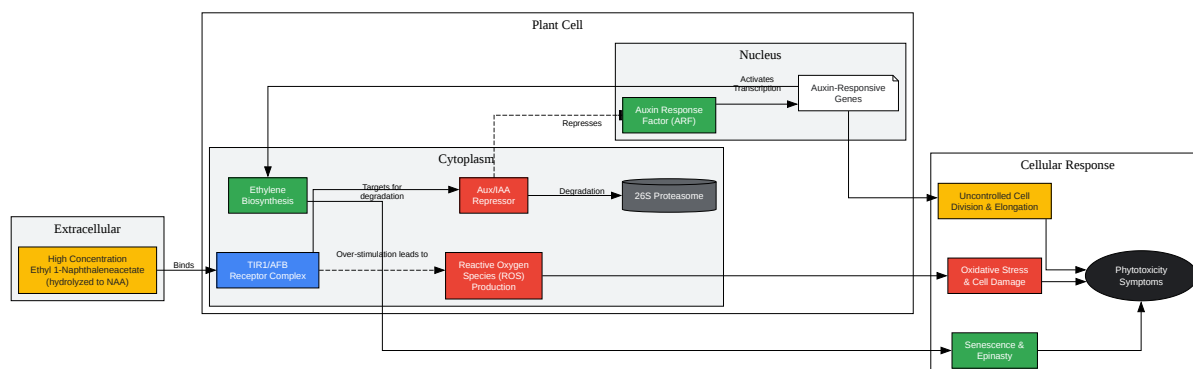 Plant Cell
Nucleus
Activates
Transcription
Auxin-Responsive
Genes
Auxin Response
Factor (ARF)
Represses
Cytoplasm
Cellular Response
Ethylene
Biosynthesis
Targets for
degradation
Aux/IAA
Repressor
Degradation
26S Proteasome
Uncontrolled Cell
Division & Elongation
Extracellular
High Concentration
Ethyl 1-Naphthaleneacetate
(hydrolyzed to NAA)
Binds
TIR1/AFB
Receptor Complex
Over-stimulation leads to
Reactive Oxygen
Species (ROS)
Production
Oxidative Stress
& Cell Damage
Phytotoxicity
Symptoms
Senescence &
Epinasty